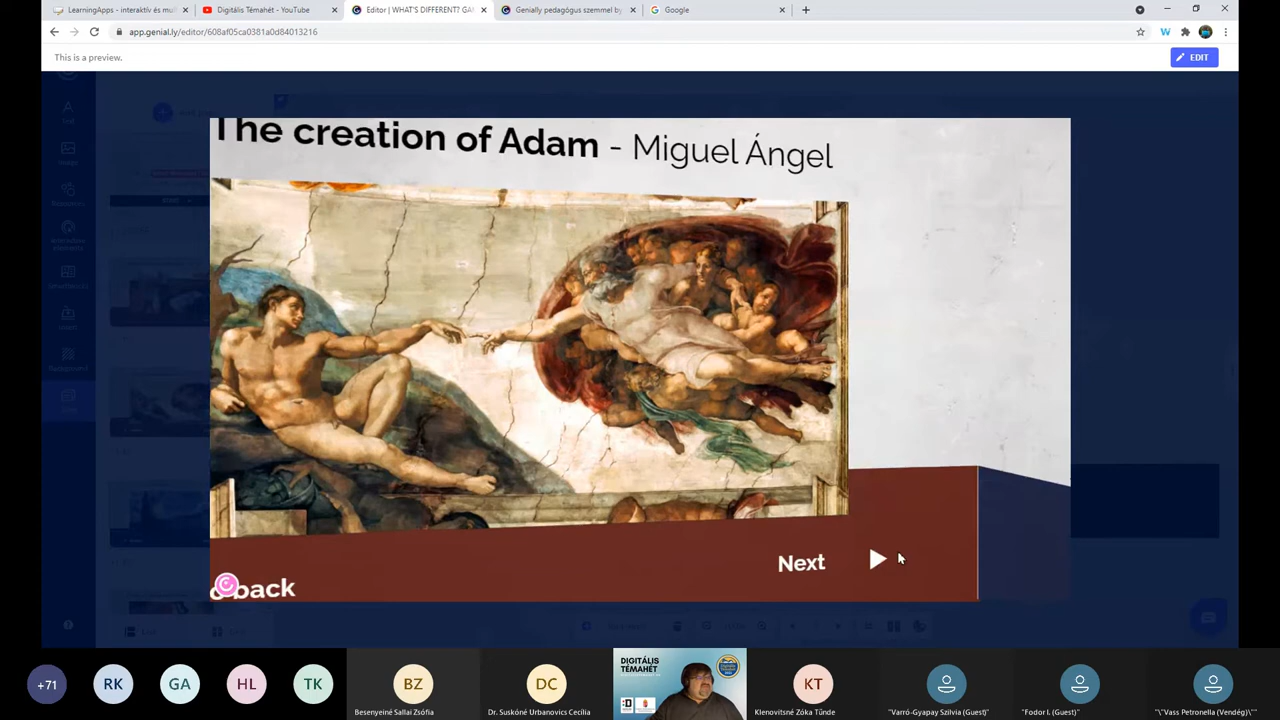 LearningApps - interaktív és mul
Digitális Témahét - YouTube
Editor | WHAT'S DIFFERENT? GA
Genially pedagógus szemmel by
Google
app.genial.ly/editor/608af05ca0381a0d84013216
This is a preview.
EDIT
The creation of Adam - Miguel Ángel
Next
back
+71
RK
GA
HL
TK
BZ
Besenyeiné Sallai Zsófia
DC
Dr. Suskóné Urbanovics Cecília
DIGITÁLIS
TÉMAHÉT
KT
Klenovitsné Zóka Tünde
"Varró-Gyapay Szilvia (Guest)"
"Fodor I. (Guest)"
"\"Vass Petronella (Vendég)\""